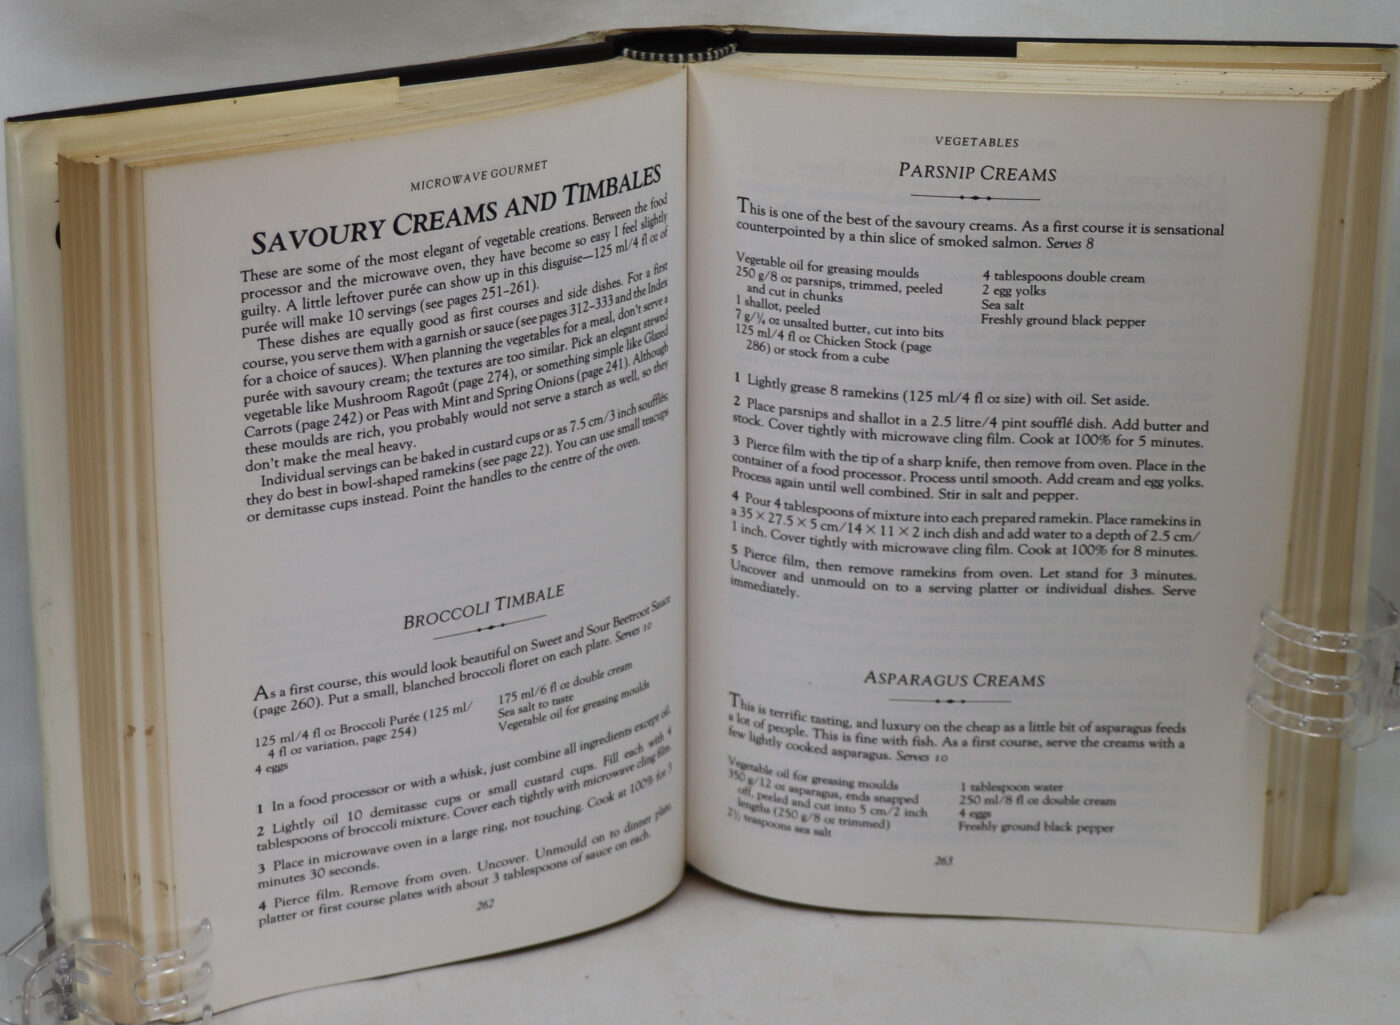 MICROWAVE GOURMET
SAVOURY CREAMS AND TIMBALES
These are some of the most elegant of vegetable creations. Between the food
processor and the microwave oven, they have become so easy I feel slightly
guilty. A little leftover purée can show up in this disguise—125 ml/4 fl oz of
purée will make 10 servings (see pages 251–261).
These dishes are equally good as first courses and side dishes. For a first
course, you serve them with a garnish or sauce (see pages 312–333 and the Index
for a choice of sauces). When planning the vegetables for a meal, don't serve a
purée with savoury cream; the textures are too similar. Pick an elegant stewed
vegetable like Mushroom Ragoût (page 274), or something simple like Glazed
Carrots (page 242) or Peas with Mint and Spring Onions (page 241). Although
these moulds are rich, you probably would not serve a starch as well, so they
don't make the meal heavy.
Individual servings can be baked in custard cups or as 7.5 cm/3 inch soufflés;
they do best in bowl-shaped ramekins (see page 22). You can use small teacups
or demitasse cups instead. Point the handles to the centre of the oven.
BROCCOLI TIMBALE
As a first course, this would look beautiful on Sweet and Sour Beetroot Sauce
(page 260). Put a small, blanched broccoli floret on each plate. Serves 10
125 ml/4 fl oz Broccoli Purée (125 ml/
4 fl oz variation, page 254)
4 eggs
175 ml/6 fl oz double cream
Sea salt to taste
Vegetable oil for greasing moulds
1 In a food processor or with a whisk, just combine all ingredients except oil.
2 Lightly oil 10 demitasse cups or small custard cups. Fill each with 4
tablespoons of broccoli mixture. Cover each tightly with microwave cling film.
3 Place in microwave oven in a large ring, not touching. Cook at 100% for 3
minutes 30 seconds.
4 Pierce film. Remove from oven. Uncover. Unmould on to dinner plate,
platter or first course plates with about 3 tablespoons of sauce on each.
262
VEGETABLES
PARSNIP CREAMS
This is one of the best of the savoury creams. As a first course it is sensational
counterpointed by a thin slice of smoked salmon. Serves 8
Vegetable oil for greasing moulds
250 g/8 oz parsnips, trimmed, peeled
and cut in chunks
1 shallot, peeled
7 g/¼ oz unsalted butter, cut into bits
125 ml/4 fl oz Chicken Stock (page
286) or stock from a cube
4 tablespoons double cream
2 egg yolks
Sea salt
Freshly ground black pepper
1 Lightly grease 8 ramekins (125 ml/4 fl oz size) with oil. Set aside.
2 Place parsnips and shallot in a 2.5 litre/4 pint soufflé dish. Add butter and
stock. Cover tightly with microwave cling film. Cook at 100% for 5 minutes.
3 Pierce film with the tip of a sharp knife, then remove from oven. Place in the
container of a food processor. Process until smooth. Add cream and egg yolks.
Process again until well combined. Stir in salt and pepper.
4 Pour 4 tablespoons of mixture into each prepared ramekin. Place ramekins in
a 35 × 27.5 × 5 cm/14 × 11 × 2 inch dish and add water to a depth of 2.5 cm/
1 inch. Cover tightly with microwave cling film. Cook at 100% for 8 minutes.
5 Pierce film, then remove ramekins from oven. Let stand for 3 minutes.
Uncover and unmould on to a serving platter or individual dishes. Serve
immediately.
ASPARAGUS CREAMS
This is terrific tasting, and luxury on the cheap as a little bit of asparagus feeds
a lot of people. This is fine with fish. As a first course, serve the creams with a
few lightly cooked asparagus. Serves 10
Vegetable oil for greasing moulds
350 g/12 oz asparagus, ends snapped
off, peeled and cut into 5 cm/2 inch
lengths (250 g/8 oz trimmed)
2½ teaspoons sea salt
1 tablespoon water
250 ml/8 fl oz double cream
4 eggs
Freshly ground black pepper
263